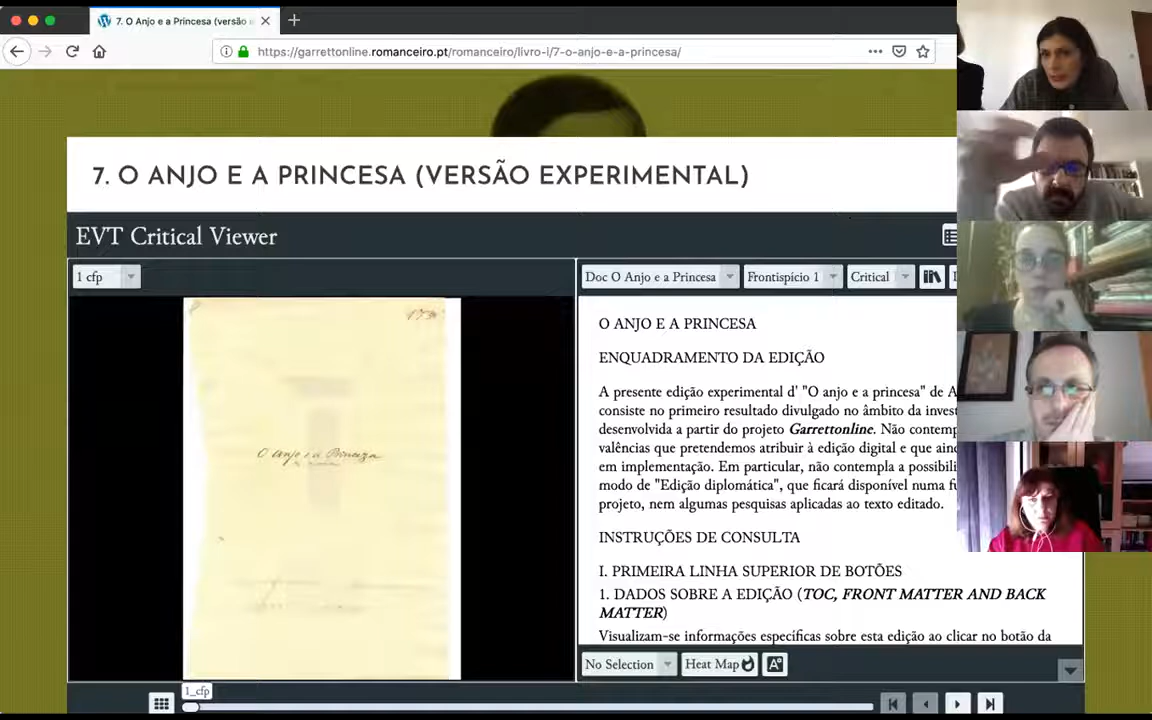 7. O Anjo e a Princesa (versão
https://garrettonline.romanceiro.pt/romanceiro/livro-i/7-o-anjo-e-a-princesa/
7. O ANJO E A PRINCESA (VERSÃO EXPERIMENTAL)
EVT Critical Viewer
1 cfp
Doc O Anjo e a Princesa
Frontispício 1
Critical
O anjo e a Princeza
O ANJO E A PRINCESA
ENQUADRAMENTO DA EDIÇÃO
A presente edição experimental d' "O anjo e a princesa" de A
consiste no primeiro resultado divulgado no âmbito da inves
desenvolvida a partir do projeto Garrettonline. Não contemp
valências que pretendemos atribuir à edição digital e que ain
em implementação. Em particular, não contempla a possibili
modo de "Edição diplomática", que ficará disponível numa fu
projeto, nem algumas pesquisas aplicadas ao texto editado.
INSTRUÇÕES DE CONSULTA
I. PRIMEIRA LINHA SUPERIOR DE BOTÕES
1. DADOS SOBRE A EDIÇÃO (TOC, FRONT MATTER AND BACK
MATTER)
Visualizam-se informações específicas sobre esta edição ao clicar no botão da
No Selection
Heat Map
1_cfp